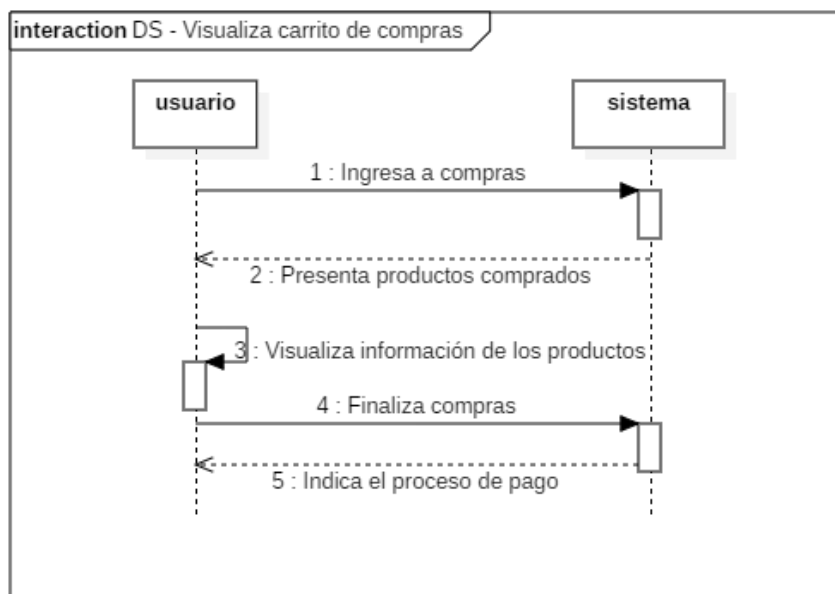 interaction DS - Visualiza carrito de compras
usuario
sistema
1 : Ingresa a compras
2 : Presenta productos comprados
3 : Visualiza información de los productos
4 : Finaliza compras
5 : Indica el proceso de pago